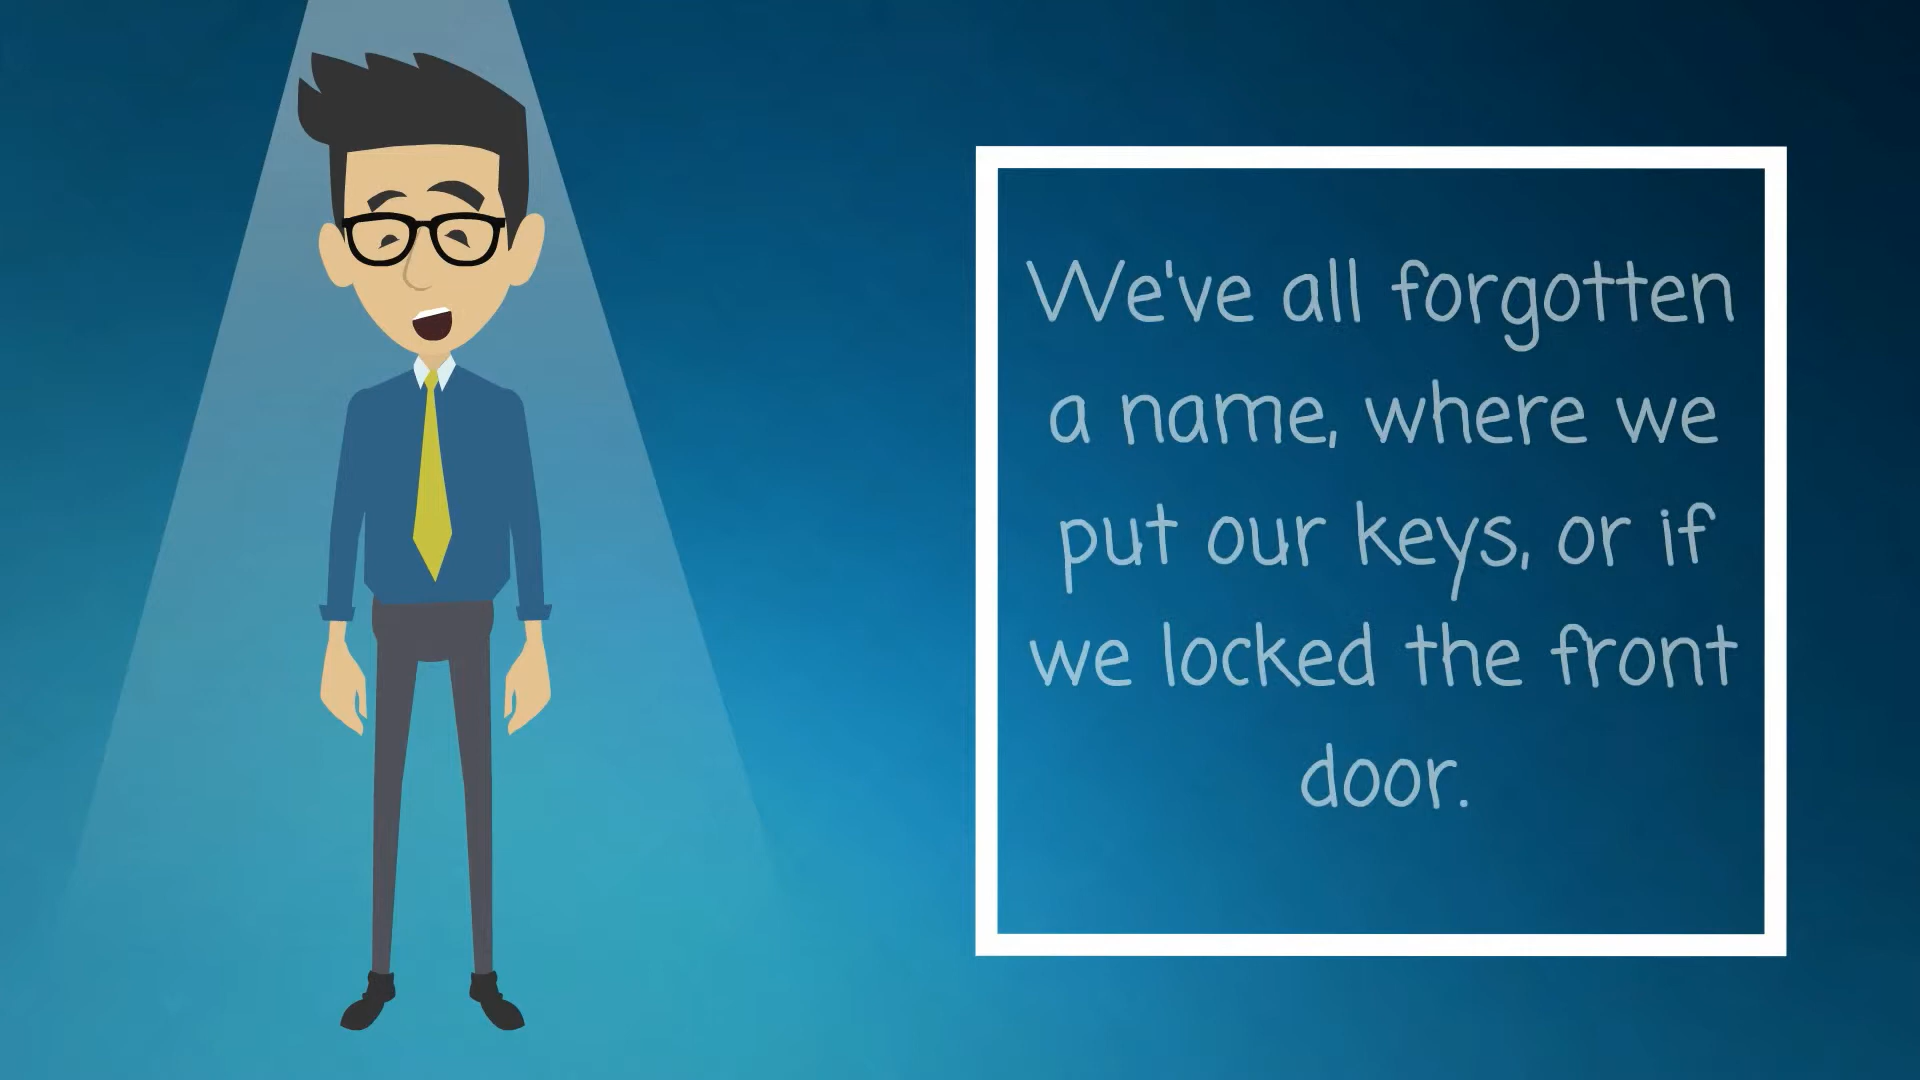 We've all forgotten
a name, where we
put our keys, or if
we locked the front
door.